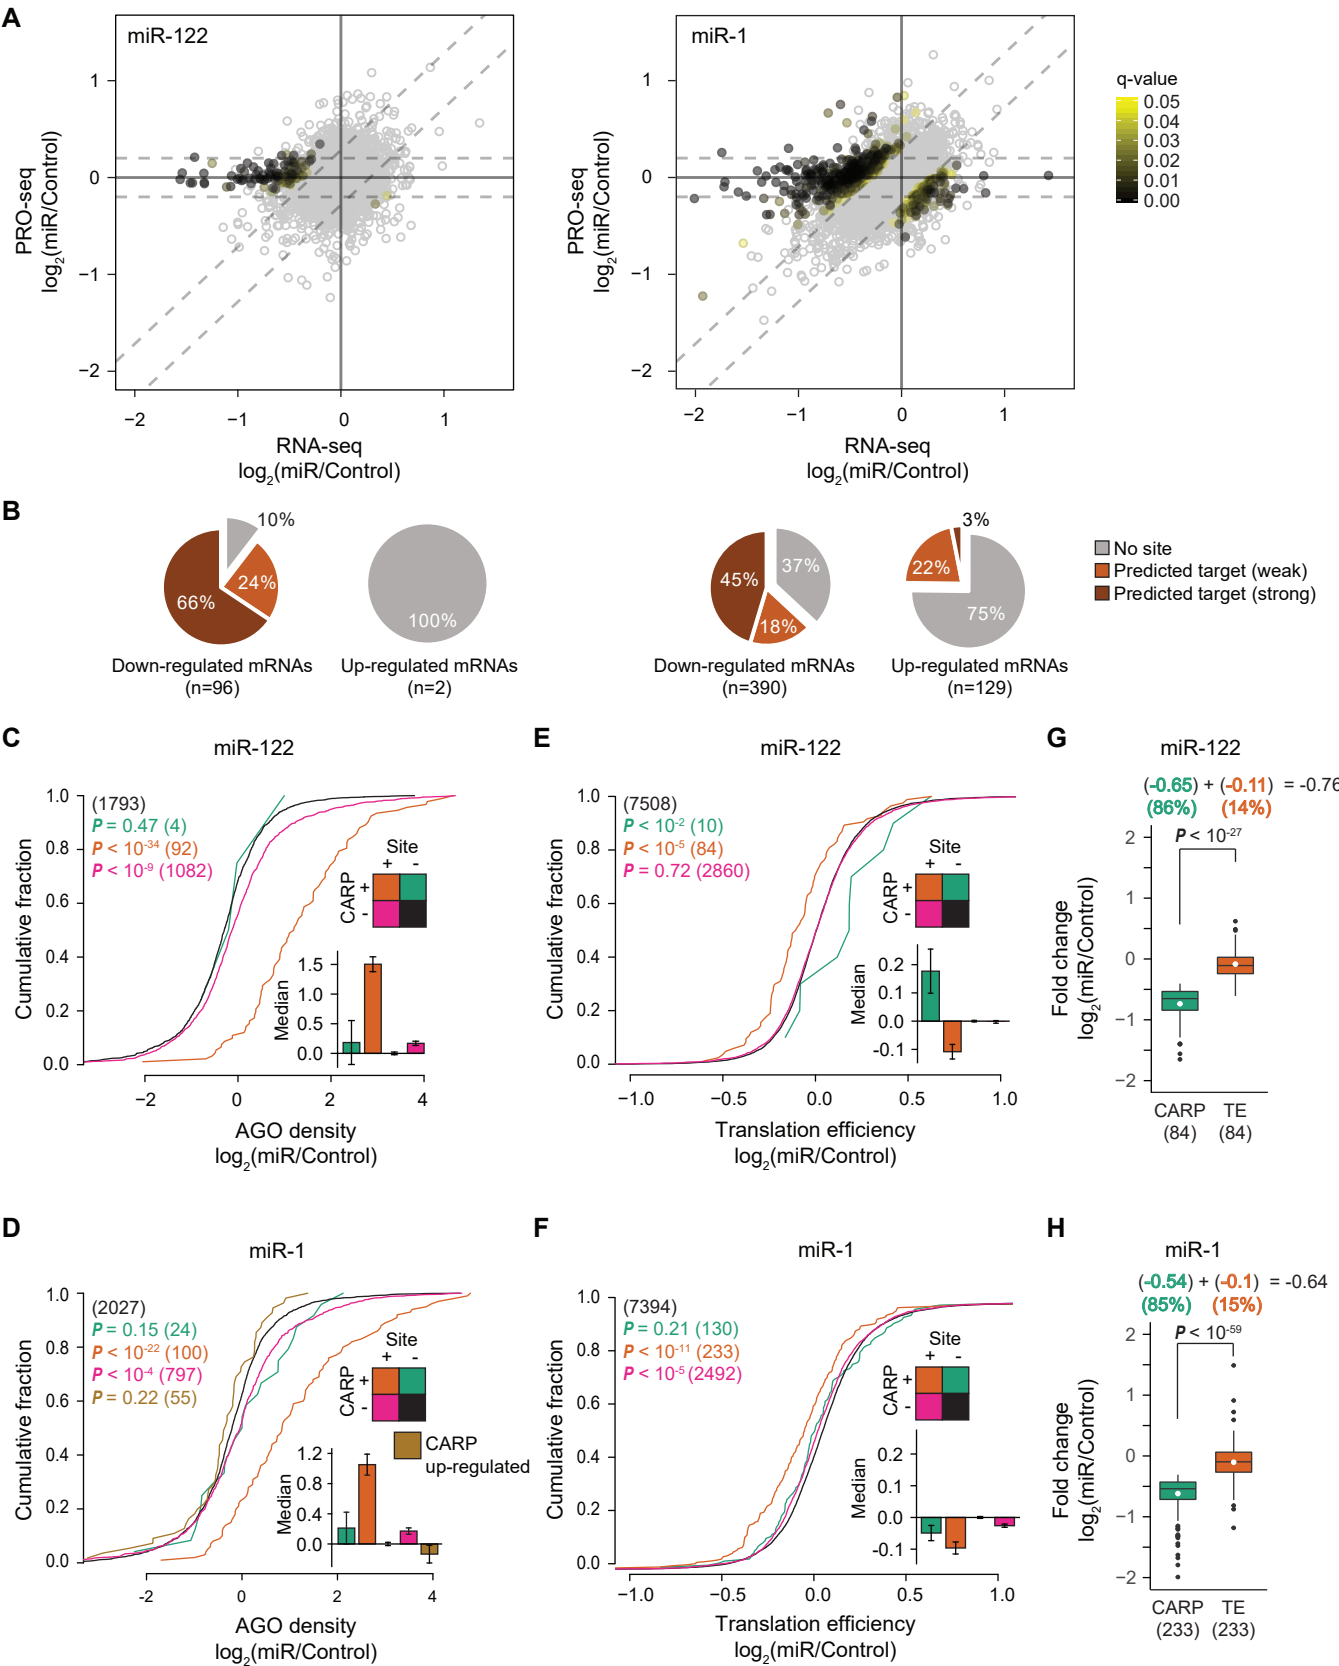 A
miR-122
1
0
−1
−2
−2
−1
0
1
PRO-seq
log2(miR/Control)
RNA-seq
log2(miR/Control)
miR-1
1
0
−1
−2
−2
−1
0
1
PRO-seq
log2(miR/Control)
RNA-seq
log2(miR/Control)
q-value
0.05
0.04
0.03
0.02
0.01
0.00
B
10%
24%
66%
Down-regulated mRNAs
(n=96)
100%
Up-regulated mRNAs
(n=2)
37%
45%
18%
Down-regulated mRNAs
(n=390)
3%
22%
75%
Up-regulated mRNAs
(n=129)
No site
Predicted target (weak)
Predicted target (strong)
C
miR-122
Cumulative fraction
1.0
0.8
0.6
0.4
0.2
0.0
(1793)
P = 0.47 (4)
P < 10-34 (92)
P < 10-9 (1082)
Site
+ -
CARP
+
-
Median
1.5
1.0
0.5
0.0
−2
0
2
4
AGO density
log2(miR/Control)
E
miR-122
Cumulative fraction
1.0
0.8
0.6
0.4
0.2
0.0
(7508)
P < 10-2 (10)
P < 10-5 (84)
P = 0.72 (2860)
Site
+ -
CARP
+
-
Median
0.2
0.1
0.0
-0.1
−1.0
−0.5
0.0
0.5
1.0
Translation efficiency
log2(miR/Control)
G
miR-122
(-0.65) + (-0.11) = -0.76
(86%) (14%)
P < 10-27
Fold change
log2(miR/Control)
2
1
0
−1
−2
CARP TE
(84) (84)
D
miR-1
Cumulative fraction
1.0
0.8
0.6
0.4
0.2
0.0
(2027)
P = 0.15 (24)
P < 10-22 (100)
P < 10-4 (797)
P = 0.22 (55)
Site
+ -
CARP
+
-
CARP
up-regulated
Median
1.2
0.8
0.4
0.0
-2
0
2
4
AGO density
log2(miR/Control)
F
miR-1
Cumulative fraction
1.0
0.8
0.6
0.4
0.2
0.0
(7394)
P = 0.21 (130)
P < 10-11 (233)
P < 10-5 (2492)
Site
+ -
CARP
+
-
Median
0.2
0.1
0.0
-0.1
−1.0
−0.5
0.0
0.5
1.0
Translation efficiency
log2(miR/Control)
H
miR-1
(-0.54) + (-0.1) = -0.64
(85%) (15%)
P < 10-59
Fold change
log2(miR/Control)
2
1
0
−1
−2
CARP TE
(233) (233)